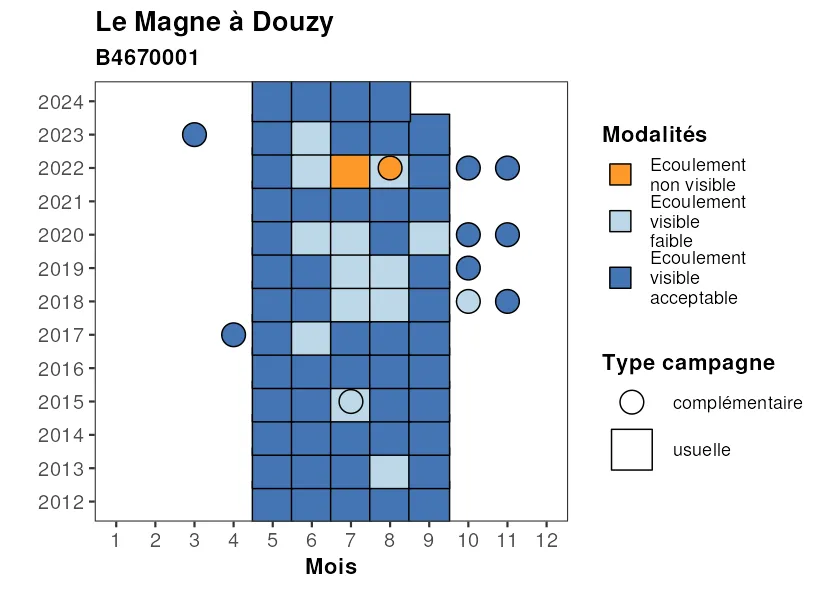 Le Magne à Douzy
B4670001
2024
2023
2022
2021
2020
2019
2018
2017
2016
2015
2014
2013
2012
1 2 3 4 5 6 7 8 9 10 11 12
Mois
Modalités
Ecoulement
non visible
Ecoulement
visible
faible
Ecoulement
visible
acceptable
Type campagne
complémentaire
usuelle